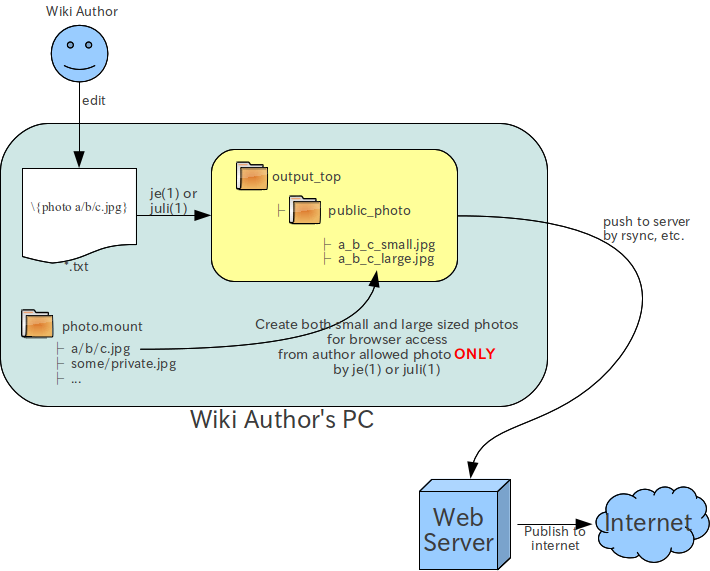 Wiki Author
edit
\{photo a/b/c.jpg}
*.txt
je(1) or
juli(1)
output_top
├ public_photo
├ a_b_c_small.jpg
├ a_b_c_large.jpg
push to server
by rsync, etc.
photo.mount
├ a/b/c.jpg
├ some/private.jpg
├ ...
Create both small and large sized photos
for browser access
from author allowed photo ONLY
by je(1) or juli(1)
Wiki Author's PC
Web
Server
Publish to
internet
Internet